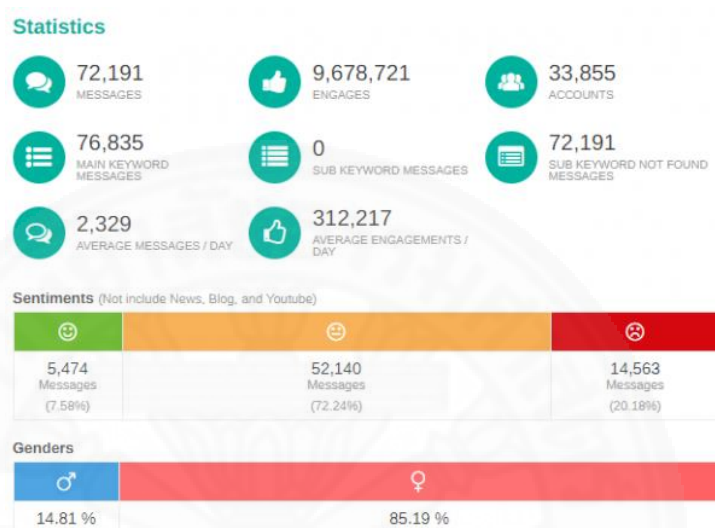 Statistics
72,191
MESSAGES
9,678,721
ENGAGES
33,855
ACCOUNTS
76,835
MAIN KEYWORD
MESSAGES
0
SUB KEYWORD MESSAGES
72,191
SUB KEYWORD NOT FOUND
MESSAGES
2,329
AVERAGE MESSAGES / DAY
312,217
AVERAGE ENGAGEMENTS /
DAY
Sentiments (Not include News, Blog, and Youtube)
5,474
Messages
(7.58%)
52,140
Messages
(72.24%)
14,563
Messages
(20.18%)
Genders
14.81 %
85.19 %